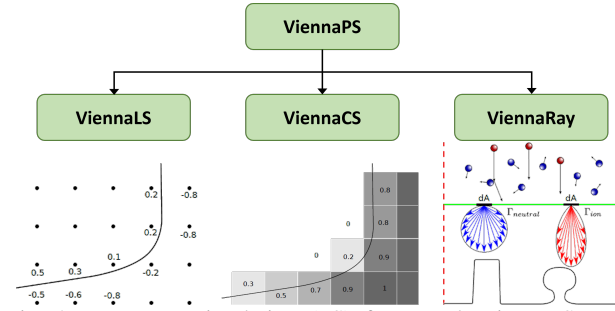 ViennaPS
ViennaLS
ViennaCS
ViennaRay
0.2 -0.8
0.2 -0.8
0.1 -0.2
0.5 0.3
-0.5 -0.6 -0.8
0.8
0 0.8
0 0.2 0.9
0.3 0.5 0.7 0.9 1
dA dA
Γneutral Γion